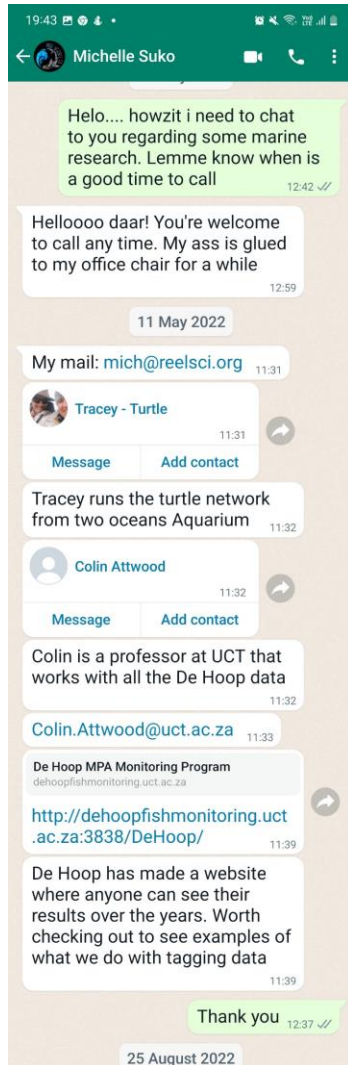 19:43
Michelle Suko
Helo.... howzit i need to chat
to you regarding some marine
research. Lemme know when is
a good time to call
12:42
Helloooo daar! You're welcome
to call any time. My ass is glued
to my office chair for a while
12:59
11 May 2022
My mail: mich@reelsci.org 11:31
Tracey - Turtle
11:31
Message Add contact
Tracey runs the turtle network
from two oceans Aquarium 11:32
Colin Attwood
11:32
Message Add contact
Colin is a professor at UCT that
works with all the De Hoop data
11:32
Colin.Attwood@uct.ac.za 11:33
De Hoop MPA Monitoring Program
dehoopfishmonitoring.uct.ac.za
http://dehoopfishmonitoring.uct
.ac.za:3838/DeHoop/ 11:39
De Hoop has made a website
where anyone can see their
results over the years. Worth
checking out to see examples of
what we do with tagging data
11:39
Thank you 12:37
25 August 2022